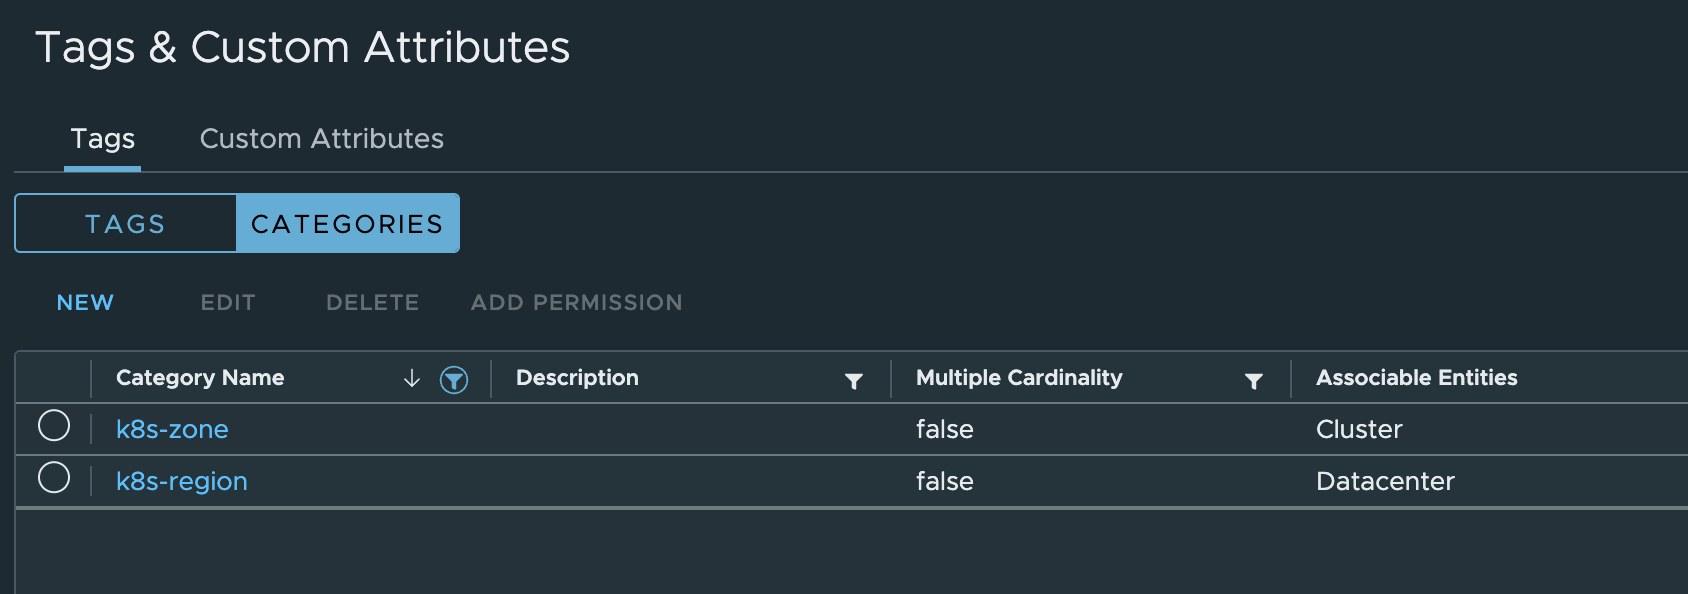 Tags & Custom Attributes
Tags Custom Attributes
TAGS CATEGORIES
NEW EDIT DELETE ADD PERMISSION
Category Name Description Multiple Cardinality Associable Entities
k8s-zone false Cluster
k8s-region false Datacenter